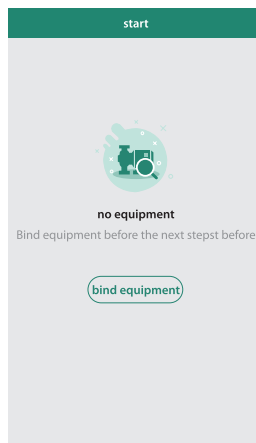 start
no equipment
Bind equipment before the next stepst before
bind equipment